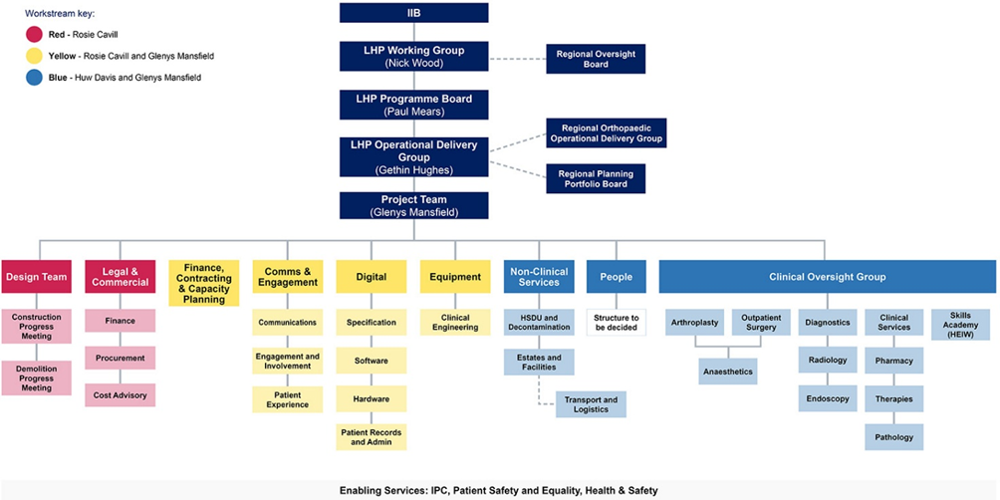 Workstream key:
Red - Rosie Cavill
Yellow - Rosie Cavill and Glenys Mansfield
Blue - Huw Davis and Glenys Mansfield
IIB
LHP Working Group
(Nick Wood)
Regional Oversight
Board
LHP Programme Board
(Paul Mears)
LHP Operational Delivery
Group
(Gethin Hughes)
Regional Orthopaedic
Operational Delivery Group
Regional Planning
Portfolio Board
Project Team
(Glenys Mansfield)
Design Team
Construction
Progress
Meeting
Demolition
Progress
Meeting
Legal &
Commercial
Finance
Procurement
Cost Advisory
Finance,
Contracting
& Capacity
Planning
Comms &
Engagement
Communications
Engagement and
Involvement
Patient
Experience
Digital
Specification
Software
Hardware
Patient Records
and Admin
Equipment
Clinical
Engineering
Non-Clinical
Services
HSDU and
Decontamination
Estates and
Facilities
Transport and
Logistics
People
Structure to
be decided
Clinical Oversight Group
Arthroplasty
Outpatient
Surgery
Anaesthetics
Diagnostics
Radiology
Endoscopy
Clinical
Services
Pharmacy
Therapies
Pathology
Skills
Academy
(HEIW)
Enabling Services: IPC, Patient Safety and Equality, Health & Safety